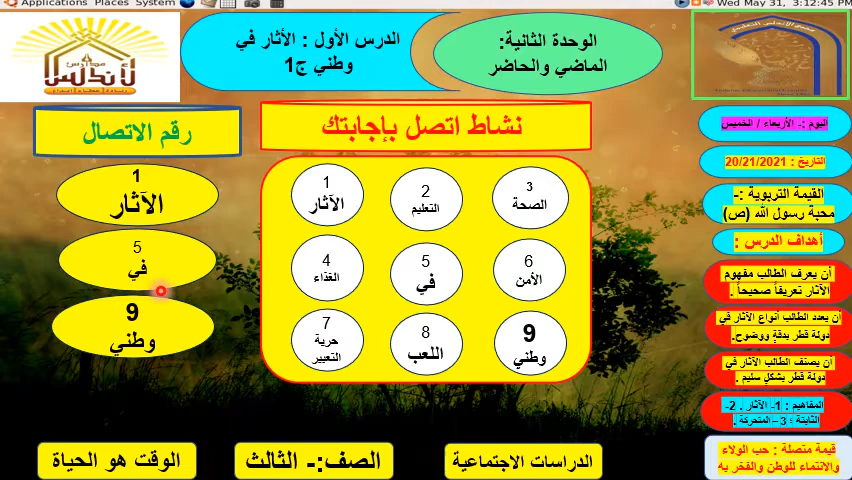 Applications Places System
Wed May 31, 3:12:45 PM
مدارس
الأندلس
الدرس الأول : الأثار في
وطني ج1
الوحدة الثانية:
الماضي والحاضر
رقم الاتصال
نشاط اتصل بإجابتك
1
الآثار
5
في
9
وطني
1
الأثار
2
التعليم
3
الصحة
4
الغذاء
5
في
6
الأمن
7
حرية
التعبير
8
اللعب
9
وطني
اليوم :- الأربعاء / الخميس
التاريخ : 20/21/2021
القيمة التربوية :-
محبة رسول الله (ص)
أهداف الدرس :
أن يعرف الطالب مفهوم
الآثار تعريفاً صحيحاً .
أن يعدد الطالب أنواع الآثار في
دولة قطر بدقةٍ ووضوح.
أن يصنف الطالب الآثار في
دولة قطر بشكلٍ سليم .
المفاهيم : 1- الآثار . 2-
الثابتة ؛ 3 – المتحركة .
قيمة متصلة : حب الولاء
والانتماء للوطن والفخر به
الوقت هو الحياة
الصف:- الثالث
الدراسات الاجتماعية